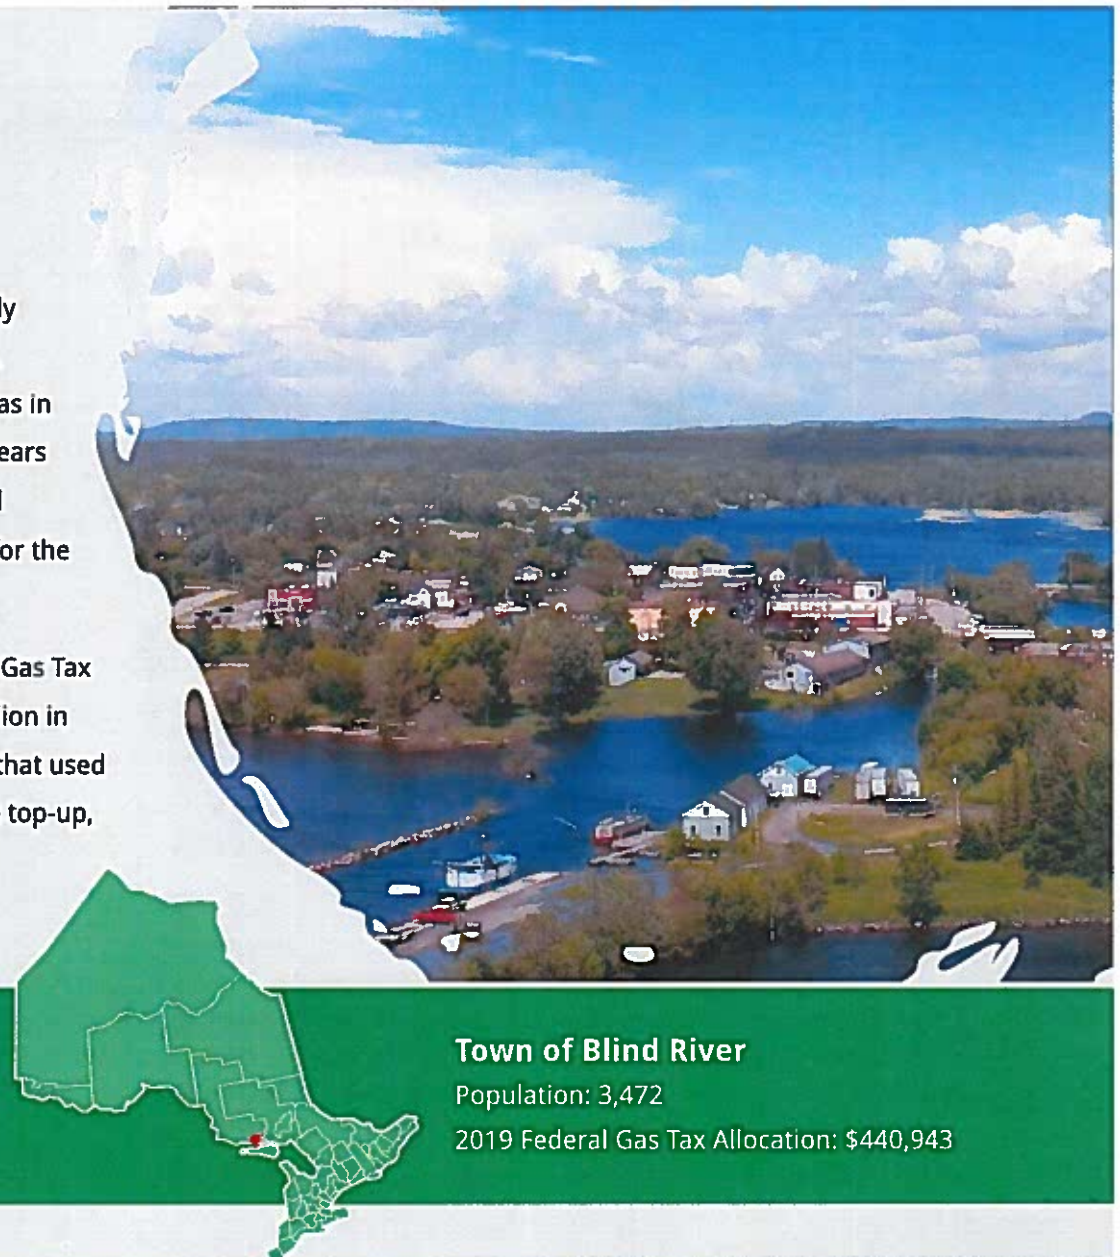 ly
as in
ears
or the
Gas Tax
ion in
that used
top-up,
Town of Blind River
Population: 3,472
2019 Federal Gas Tax Allocation: $440,943